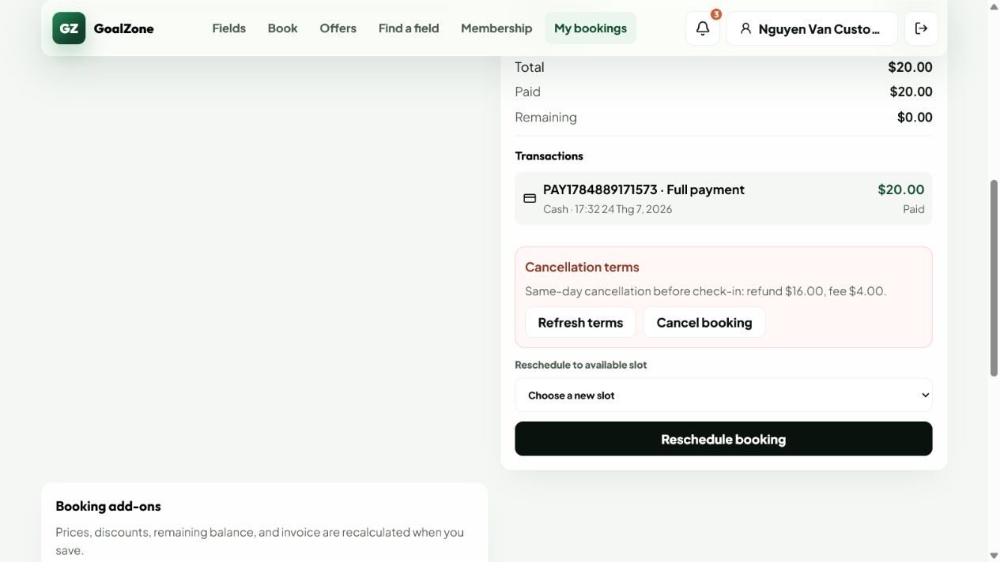 GZ GoalZone Fields Book Offers Find a field Membership My bookings 3 Nguyen Van Custo...
Total $20.00
Paid $20.00
Remaining $0.00
Transactions
PAY1784889171573 · Full payment $20.00
Cash · 17:32 24 Thg 7, 2026 Paid
Cancellation terms
Same-day cancellation before check-in: refund $16.00, fee $4.00.
Refresh terms Cancel booking
Reschedule to available slot
Choose a new slot
Reschedule booking
Booking add-ons
Prices, discounts, remaining balance, and invoice are recalculated when you
save.